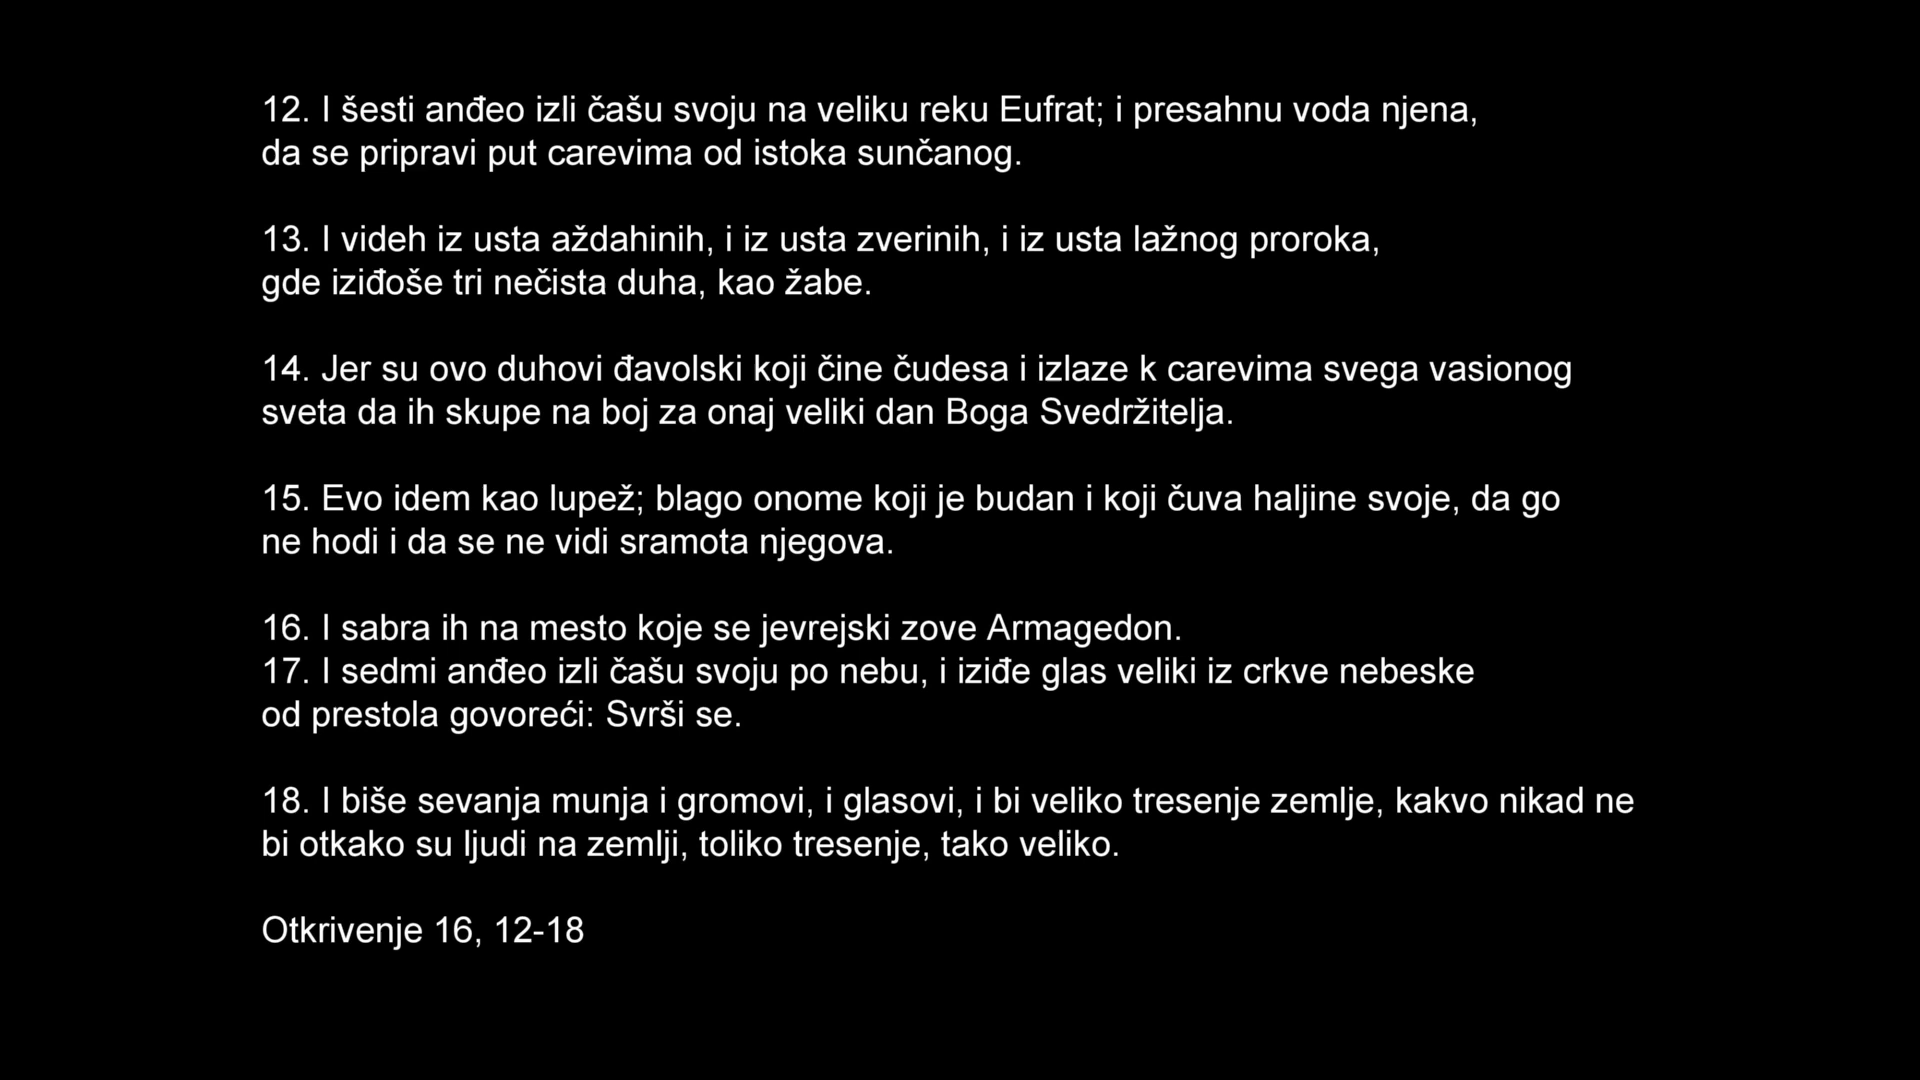 12. I šesti anđeo izli čašu svoju na veliku reku Eufrat; i presahnu voda njena,
da se pripravi put carevima od istoka sunčanog.
13. I videh iz usta aždahinih, i iz usta zverinih, i iz usta lažnog proroka,
gde iziđoše tri nečista duha, kao žabe.
14. Jer su ovo duhovi đavolski koji čine čudesa i izlaze k carevima svega vasionog
sveta da ih skupe na boj za onaj veliki dan Boga Svedržitelja.
15. Evo idem kao lupež; blago onome koji je budan i koji čuva haljine svoje, da go
ne hodi i da se ne vidi sramota njegova.
16. I sabra ih na mesto koje se jevrejski zove Armagedon.
17. I sedmi anđeo izli čašu svoju po nebu, i iziđe glas veliki iz crkve nebeske
od prestola govoreći: Svrši se.
18. I biše sevanja munja i gromovi, i glasovi, i bi veliko tresenje zemlje, kakvo nikad ne
bi otkako su ljudi na zemlji, toliko tresenje, tako veliko.
Otkrivenje 16, 12-18